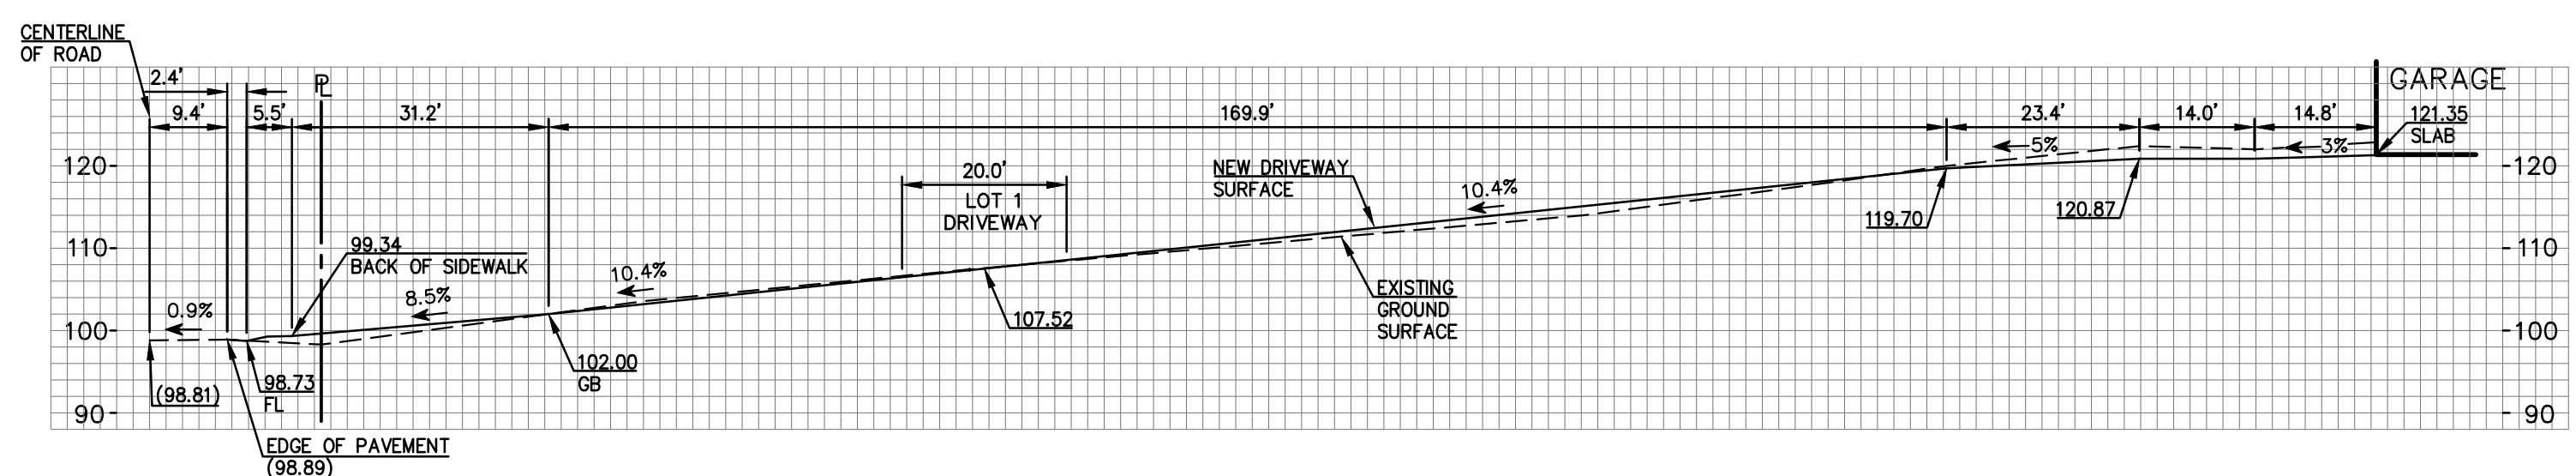 CENTERLINE
OF ROAD
2.4'
PL
GARAGE
9.4'
5.5'
31.2'
169.9'
23.4'
14.0'
14.8'
121.35
SLAB
5%
3%
120
120
20.0'
LOT 1
DRIVEWAY
NEW DRIVEWAY
SURFACE
10.4%
119.70
120.87
110
110
99.34
BACK OF SIDEWALK
10.4%
8.5%
0.9%
EXISTING
GROUND
SURFACE
107.52
100
100
102.00
GB
98.73
FL
(98.81)
90
90
EDGE OF PAVEMENT
(98.89)